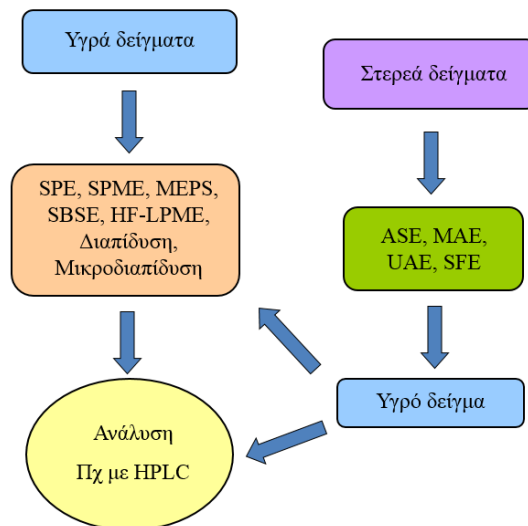 Υγρά δείγματα
Στερεά δείγματα
SPE, SPME, MEPS,
SBSE, HF-LPME,
Διαπίδυση,
Μικροδιαπίδυση
ASE, MAE,
UAE, SFE
Υγρό δείγμα
Ανάλυση
Πχ με HPLC